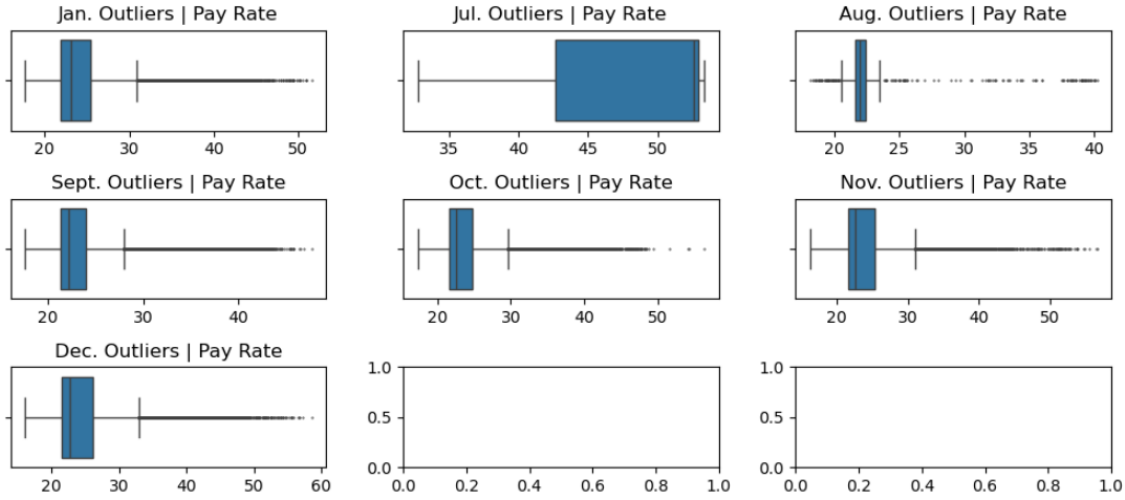 Jan. Outliers | Pay Rate
Jul. Outliers | Pay Rate
Aug. Outliers | Pay Rate
20 30 40 50
35 40 45 50
20 25 30 35 40
Sept. Outliers | Pay Rate
Oct. Outliers | Pay Rate
Nov. Outliers | Pay Rate
20 30 40
20 30 40 50
20 30 40 50
Dec. Outliers | Pay Rate
20 30 40 50 60
1.0
0.5
0.0
0.0 0.2 0.4 0.6 0.8 1.0
1.0
0.5
0.0
0.0 0.2 0.4 0.6 0.8 1.0